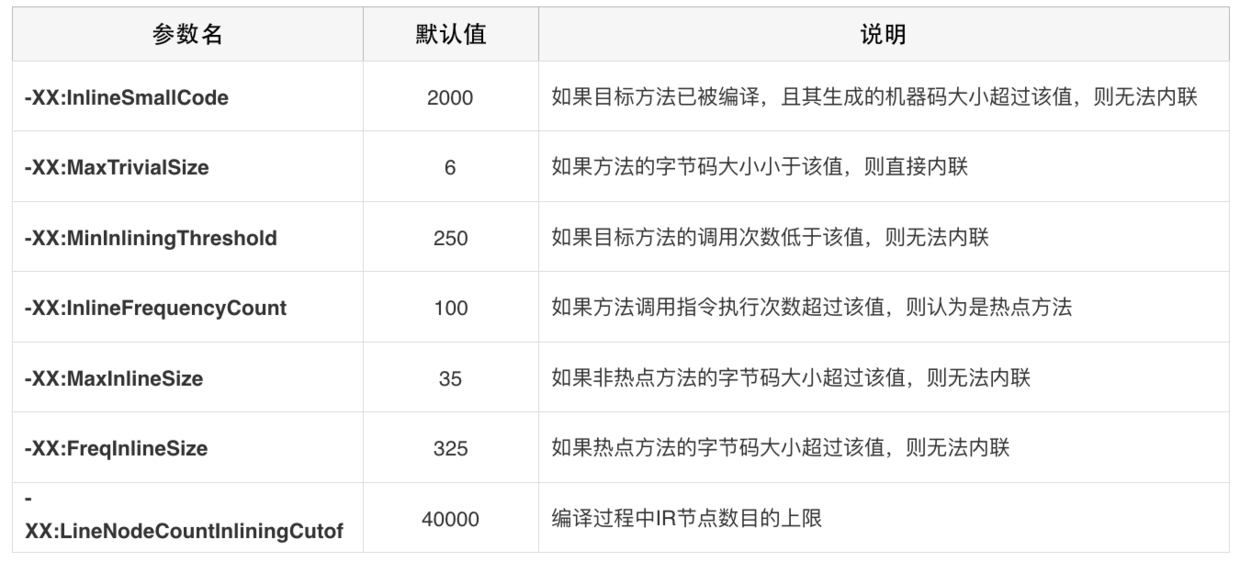 参数名 默认值 说明
-XX:InlineSmallCode 2000 如果目标方法已被编译，且其生成的机器码大小超过该值，则无法内联
-XX:MaxTrivialSize 6 如果方法的字节码大小小于该值，则直接内联
-XX:MinInliningThreshold 250 如果目标方法的调用次数低于该值，则无法内联
-XX:InlineFrequencyCount 100 如果方法调用指令执行次数超过该值，则认为是热点方法
-XX:MaxInlineSize 35 如果非热点方法的字节码大小超过该值，则无法内联
-XX:FreqInlineSize 325 如果热点方法的字节码大小超过该值，则无法内联
-
XX:LineNodeCountInliningCutof 40000 编译过程中IR节点数目的上限